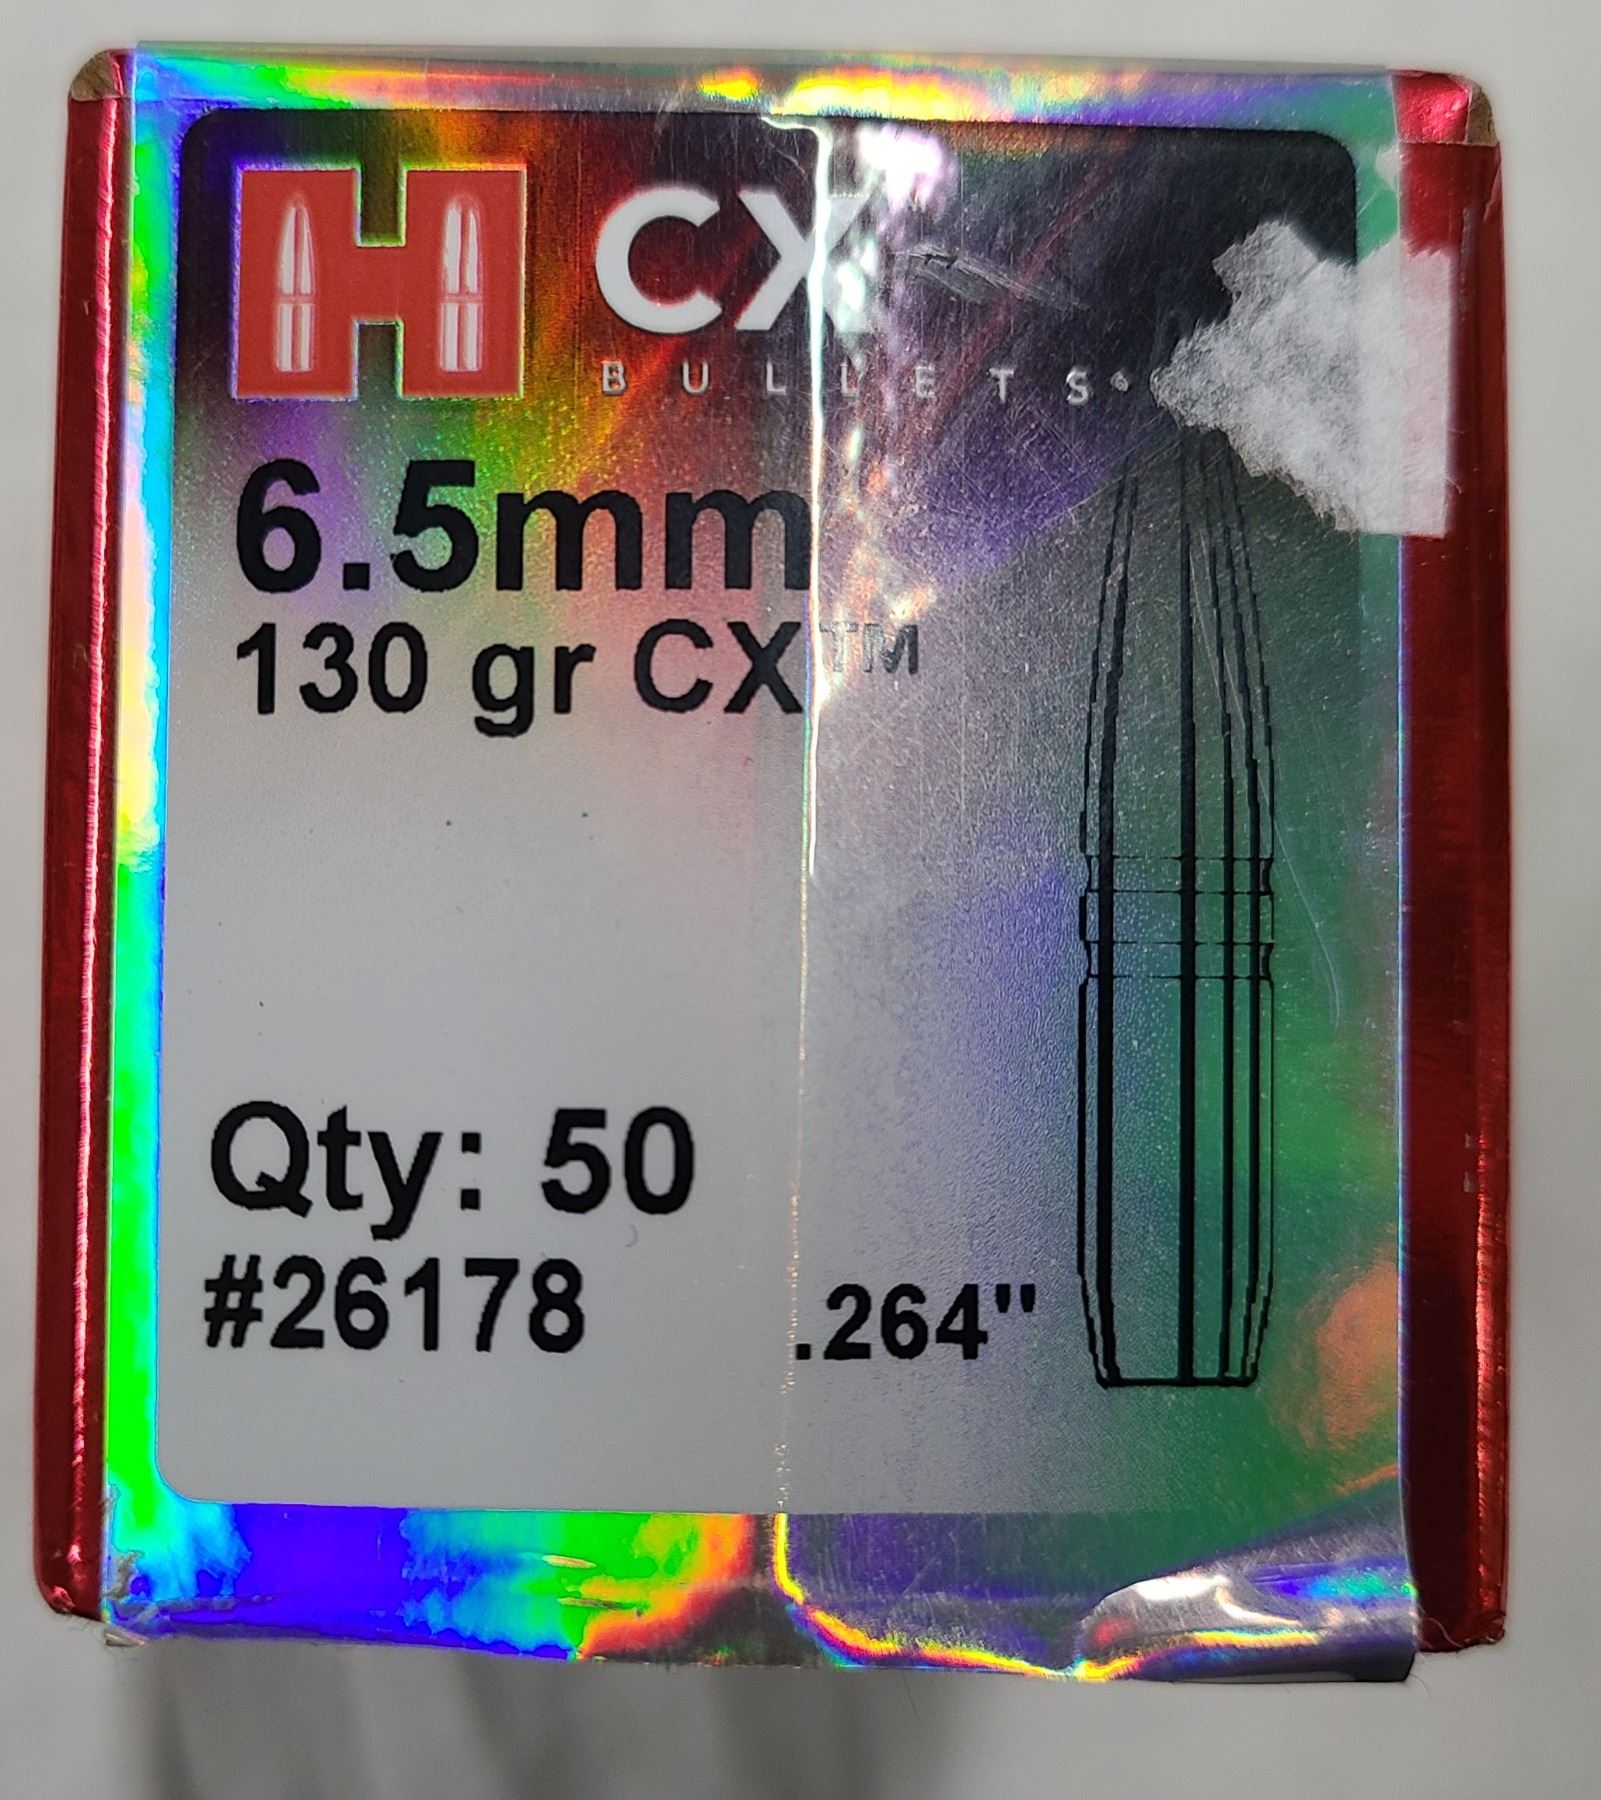 H CX
BULLETS®
6.5mm
130 gr CX™
Qty: 50
#26178
.264"